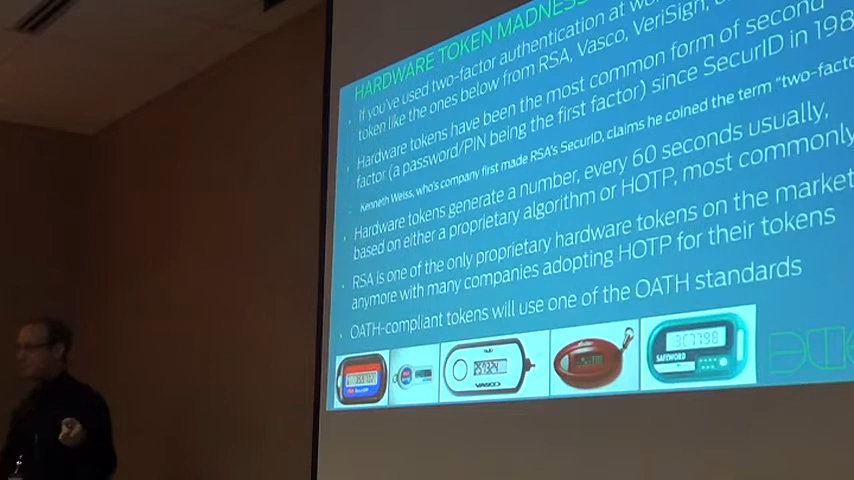 HARDWARE TOKEN MADNESS
If you've used two-factor authentication at
token like the ones below from RSA, Vasco, VeriSign,
Hardware tokens have been the most common form of second
factor (a password/PIN being the first factor) since SecurID in 198
Kenneth Weiss, who's company first made RSA's SecurID, claims he coined the term "two-facto
Hardware tokens generate a number, every 60 seconds usually,
based on either a proprietary algorithm or HOTP, most commonly
RSA is one of the only proprietary hardware tokens on the market
anymore with many companies adopting HOTP for their tokens
OATH-compliant tokens will use one of the OATH standards
VASCO
SAFEWORD